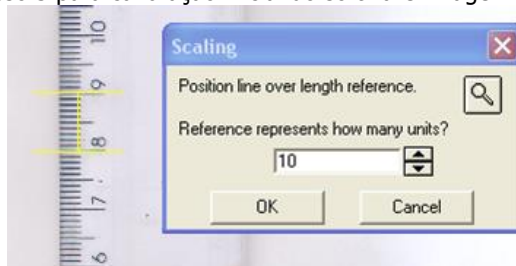 Scaling
Position line over length reference.
Reference represents how many units?
10
OK
Cancel
10
9
8
7
6